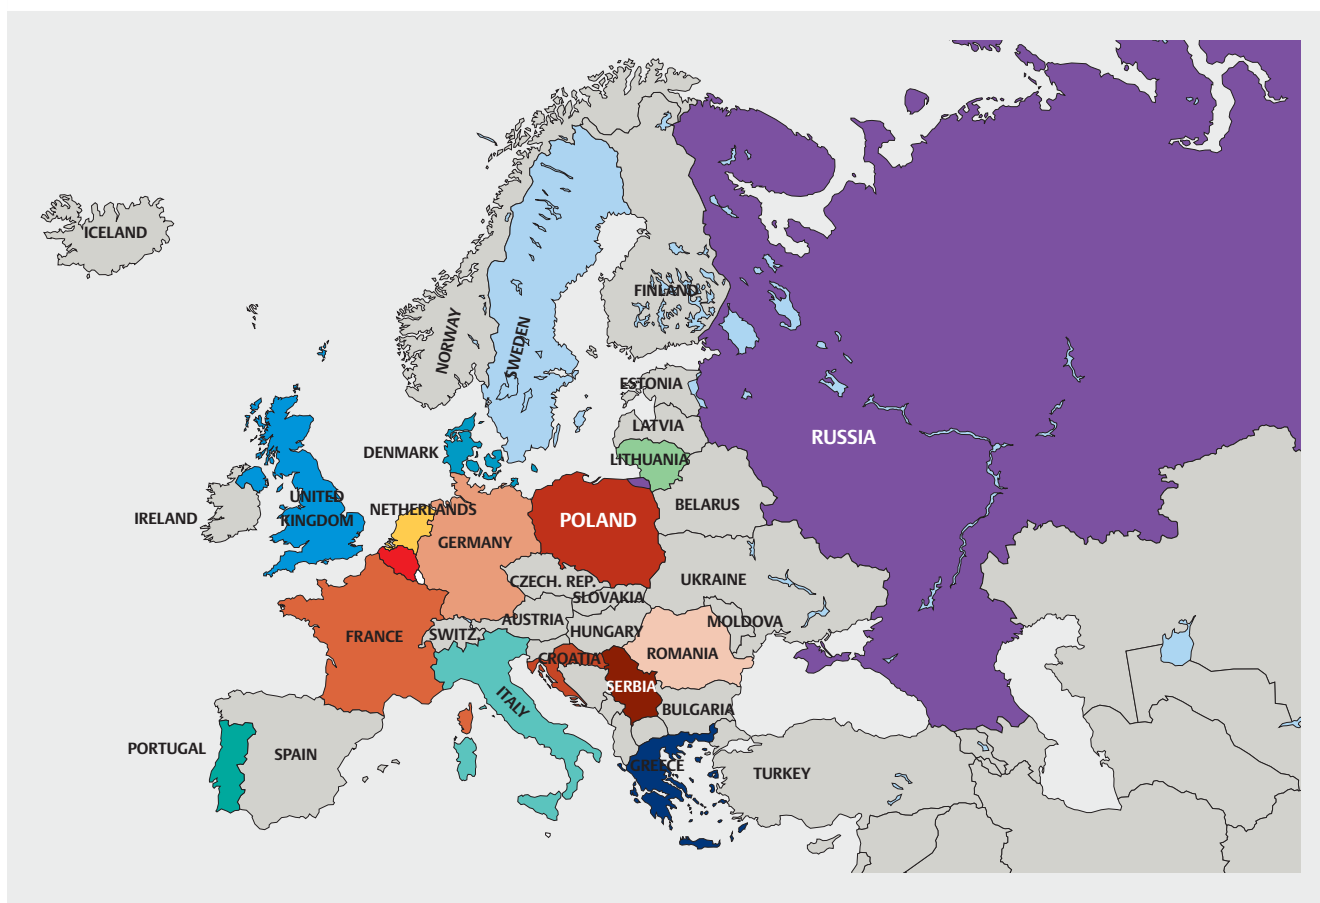 ICELAND
FINLAND
NORWAY
SWEDEN
ESTONIA
LATVIA
RUSSIA
DENMARK
LITHUANIA
UNITED
KINGDOM
NETHERLANDS
BELARUS
IRELAND
POLAND
GERMANY
CZECH. REP.
UKRAINE
SLOVAKIA
AUSTRIA
MOLDOVA
FRANCE
SWITZ.
HUNGARY
CROATIA
ROMANIA
SERBIA
ITALY
BULGARIA
PORTUGAL
SPAIN
GREECE
TURKEY